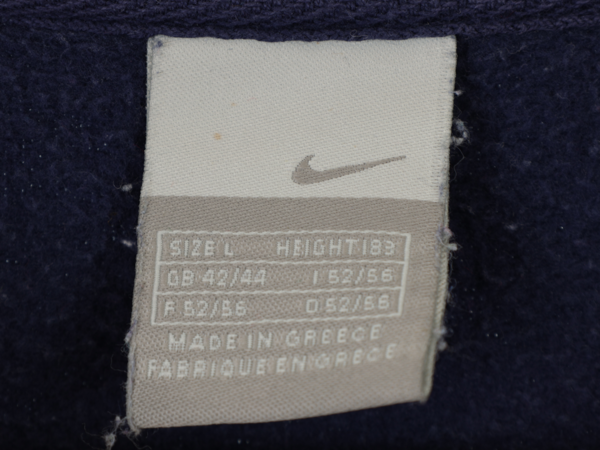 SIZE L HEIGHT 183
GB 42/44 I 52/56
F 52/56 D 52/56
MADE IN GREECE
FABRIQUE EN GRECE